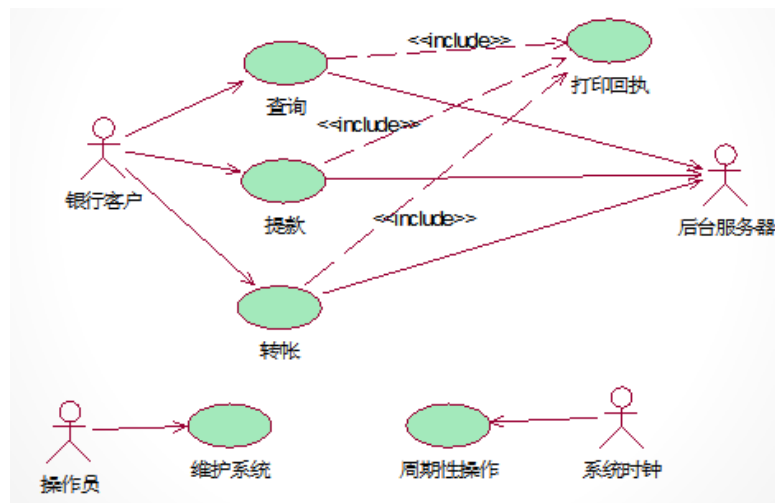 <<include>>
打印回执
查询
<<include>>
银行客户
提款
后台服务器
<<include>>
转帐
操作员
维护系统
周期性操作
系统时钟